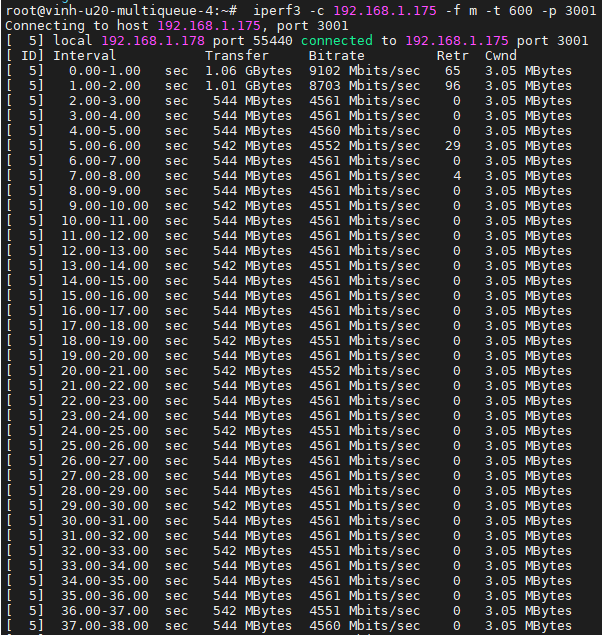 root@vinh-u20-multiqueue-4:~#  iperf3 -c 192.168.1.175 -f m -t 600 -p 3001
Connecting to host 192.168.1.175, port 3001
[  5] local 192.168.1.178 port 55440 connected to 192.168.1.175 port 3001
[ ID] Interval           Transfer     Bitrate         Retr  Cwnd
[  5]   0.00-1.00   sec  1.06 GBytes  9102 Mbits/sec   65   3.05 MBytes
[  5]   1.00-2.00   sec  1.01 GBytes  8703 Mbits/sec   96   3.05 MBytes
[  5]   2.00-3.00   sec   544 MBytes  4561 Mbits/sec    0   3.05 MBytes
[  5]   3.00-4.00   sec   544 MBytes  4561 Mbits/sec    0   3.05 MBytes
[  5]   4.00-5.00   sec   544 MBytes  4560 Mbits/sec    0   3.05 MBytes
[  5]   5.00-6.00   sec   542 MBytes  4552 Mbits/sec   29   3.05 MBytes
[  5]   6.00-7.00   sec   544 MBytes  4561 Mbits/sec    0   3.05 MBytes
[  5]   7.00-8.00   sec   544 MBytes  4561 Mbits/sec    4   3.05 MBytes
[  5]   8.00-9.00   sec   544 MBytes  4561 Mbits/sec    0   3.05 MBytes
[  5]   9.00-10.00  sec   542 MBytes  4551 Mbits/sec    0   3.05 MBytes
[  5]  10.00-11.00  sec   544 MBytes  4561 Mbits/sec    0   3.05 MBytes
[  5]  11.00-12.00  sec   544 MBytes  4561 Mbits/sec    0   3.05 MBytes
[  5]  12.00-13.00  sec   544 MBytes  4561 Mbits/sec    0   3.05 MBytes
[  5]  13.00-14.00  sec   542 MBytes  4551 Mbits/sec    0   3.05 MBytes
[  5]  14.00-15.00  sec   544 MBytes  4561 Mbits/sec    0   3.05 MBytes
[  5]  15.00-16.00  sec   544 MBytes  4561 Mbits/sec    0   3.05 MBytes
[  5]  16.00-17.00  sec   544 MBytes  4561 Mbits/sec    0   3.05 MBytes
[  5]  17.00-18.00  sec   544 MBytes  4561 Mbits/sec    0   3.05 MBytes
[  5]  18.00-19.00  sec   542 MBytes  4551 Mbits/sec    0   3.05 MBytes
[  5]  19.00-20.00  sec   544 MBytes  4561 Mbits/sec    0   3.05 MBytes
[  5]  20.00-21.00  sec   542 MBytes  4552 Mbits/sec    0   3.05 MBytes
[  5]  21.00-22.00  sec   544 MBytes  4561 Mbits/sec    0   3.05 MBytes
[  5]  22.00-23.00  sec   544 MBytes  4561 Mbits/sec    0   3.05 MBytes
[  5]  23.00-24.00  sec   544 MBytes  4561 Mbits/sec    0   3.05 MBytes
[  5]  24.00-25.00  sec   542 MBytes  4551 Mbits/sec    0   3.05 MBytes
[  5]  25.00-26.00  sec   544 MBytes  4561 Mbits/sec    0   3.05 MBytes
[  5]  26.00-27.00  sec   544 MBytes  4561 Mbits/sec    0   3.05 MBytes
[  5]  27.00-28.00  sec   544 MBytes  4561 Mbits/sec    0   3.05 MBytes
[  5]  28.00-29.00  sec   544 MBytes  4561 Mbits/sec    0   3.05 MBytes
[  5]  29.00-30.00  sec   542 MBytes  4551 Mbits/sec    0   3.05 MBytes
[  5]  30.00-31.00  sec   544 MBytes  4561 Mbits/sec    0   3.05 MBytes
[  5]  31.00-32.00  sec   544 MBytes  4561 Mbits/sec    0   3.05 MBytes
[  5]  32.00-33.00  sec   542 MBytes  4551 Mbits/sec    0   3.05 MBytes
[  5]  33.00-34.00  sec   544 MBytes  4561 Mbits/sec    0   3.05 MBytes
[  5]  34.00-35.00  sec   544 MBytes  4561 Mbits/sec    0   3.05 MBytes
[  5]  35.00-36.00  sec   544 MBytes  4561 Mbits/sec    0   3.05 MBytes
[  5]  36.00-37.00  sec   542 MBytes  4551 Mbits/sec    0   3.05 MBytes
[  5]  37.00-38.00  sec   544 MBytes  4560 Mbits/sec    0   3.05 MBytes